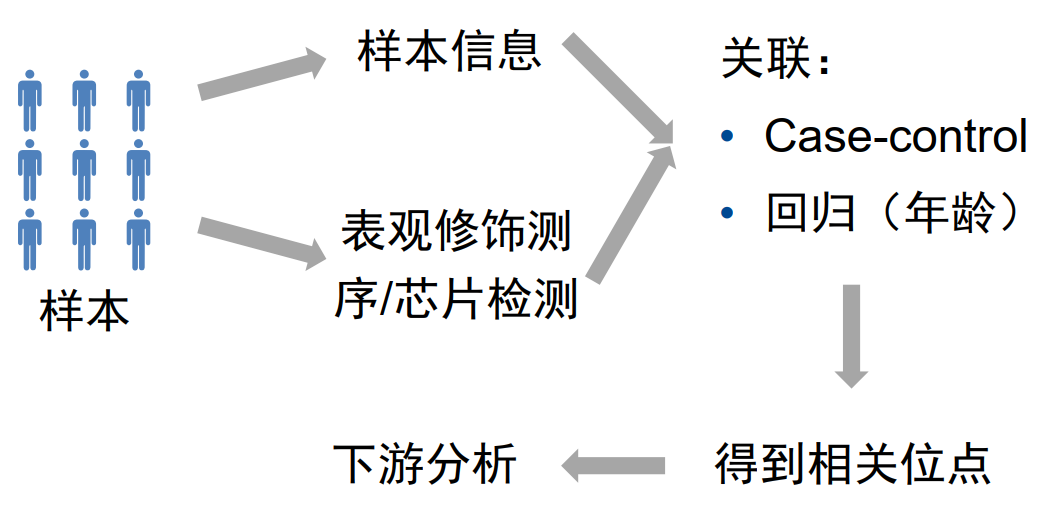 样本信息
关联：
• Case-control
• 回归（年龄）
表观修饰测
序/芯片检测
样本
下游分析
得到相关位点